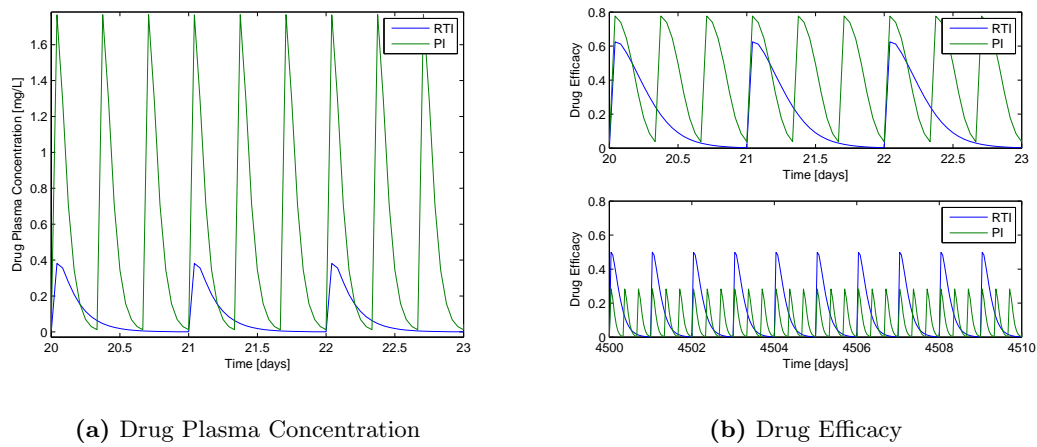 Drug Plasma Concentration [mg/L]
1.6
1.4
1.2
1
0.8
0.6
0.4
0.2
0
20 20.5 21 21.5 22 22.5 23
Time [days]
RTI
PI
(a) Drug Plasma Concentration
Drug Efficacy
0.8
0.6
0.4
0.2
0
20 20.5 21 21.5 22 22.5 23
Time [days]
RTI
PI
Drug Efficacy
0.8
0.6
0.4
0.2
0
4500 4502 4504 4506 4508 4510
Time [days]
RTI
PI
(b) Drug Efficacy